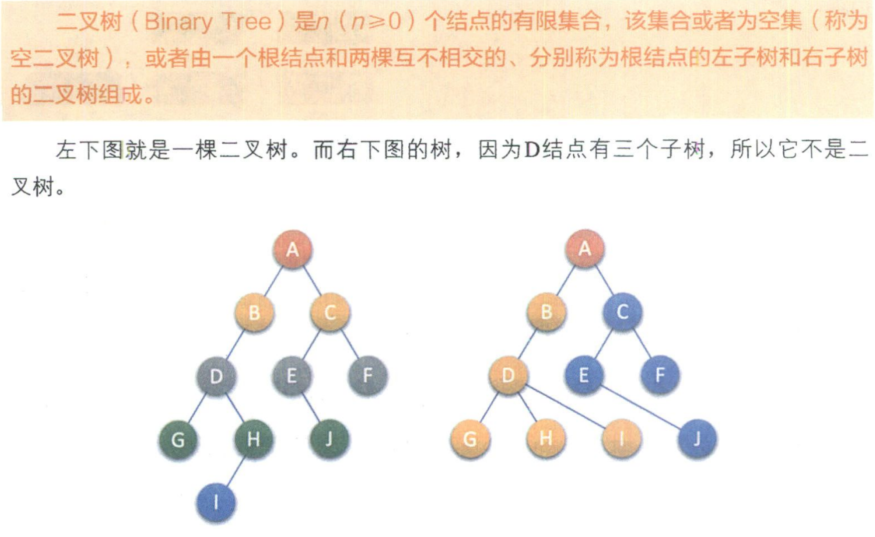 二叉树（Binary Tree）是n（n≥0）个结点的有限集合，该集合或者为空集（称为
空二叉树），或者由一个根结点和两棵互不相交的、分别称为根结点的左子树和右子树
的二叉树组成。
左下图就是一棵二叉树。而右下图的树，因为D结点有三个子树，所以它不是二
叉树。
A A
B C B C
D E F D E F
G H J G H I J
I